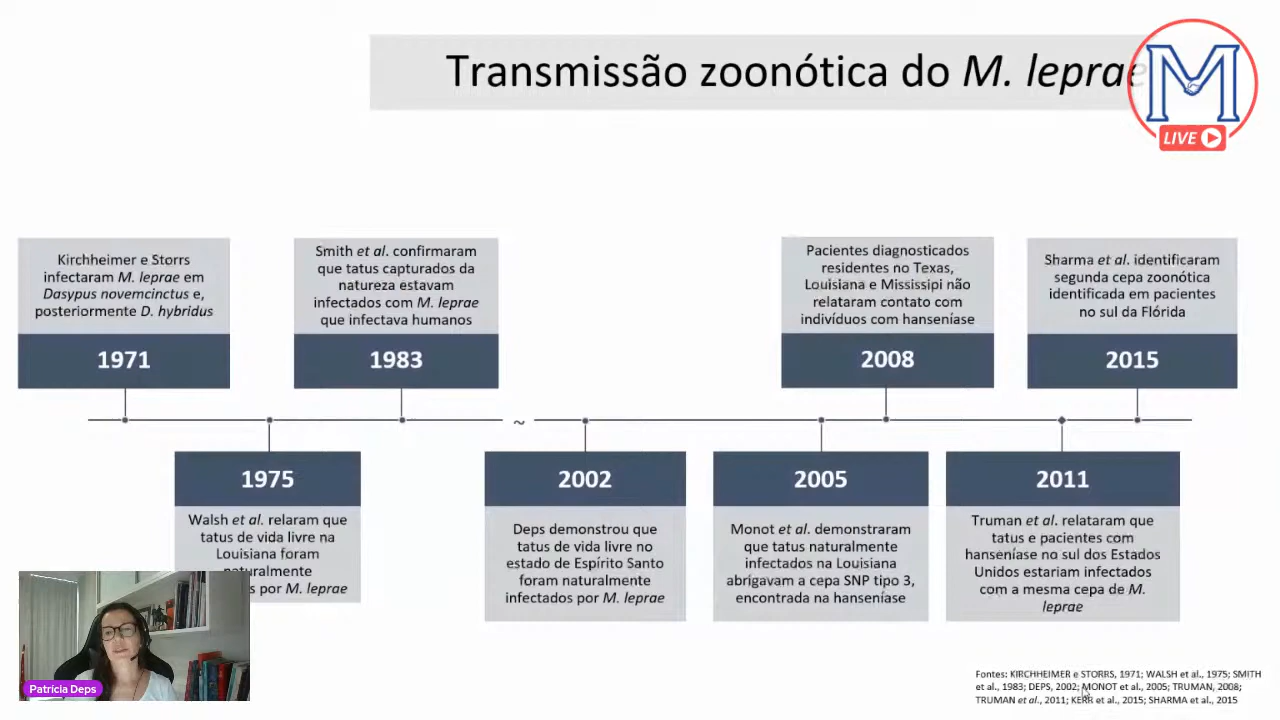 Transmissão zoonótica do M. leprae
M
LIVE
Kirchheimer e Storrs
infectaram M. leprae em
Dasypus novemcinctus e,
posteriormente D. hybridus
1971
Smith et al. confirmaram
que tatus capturados da
natureza estavam
infectados com M. leprae
que infectava humanos
1983
Pacientes diagnosticados
residentes no Texas,
Louisiana e Mississipi não
relataram contato com
indivíduos com hanseníase
2008
Sharma et al. identificaram
segunda cepa zoonótica
identificada em pacientes
no sul da Flórida
2015
~
1975
Walsh et al. relaram que
tatus de vida livre na
Louisiana foram
naturalmente
s por M. leprae
2002
Deps demonstrou que
tatus de vida livre no
estado de Espírito Santo
foram naturalmente
infectados por M. leprae
2005
Monot et al. demonstraram
que tatus naturalmente
infectados na Louisiana
abrigavam a cepa SNP tipo 3,
encontrada na hanseníase
2011
Truman et al. relataram que
tatus e pacientes com
hanseníase no sul dos Estados
Unidos estariam infectados
com a mesma cepa de M.
leprae
Patrícia Deps
Fontes: KIRCHHEIMER e STORRS, 1971; WALSH et al., 1975; SMITH
et al., 1983; DEPS, 2002; MONOT et al., 2005; TRUMAN, 2008;
TRUMAN et al., 2011; KERR et al., 2015; SHARMA et al., 2015